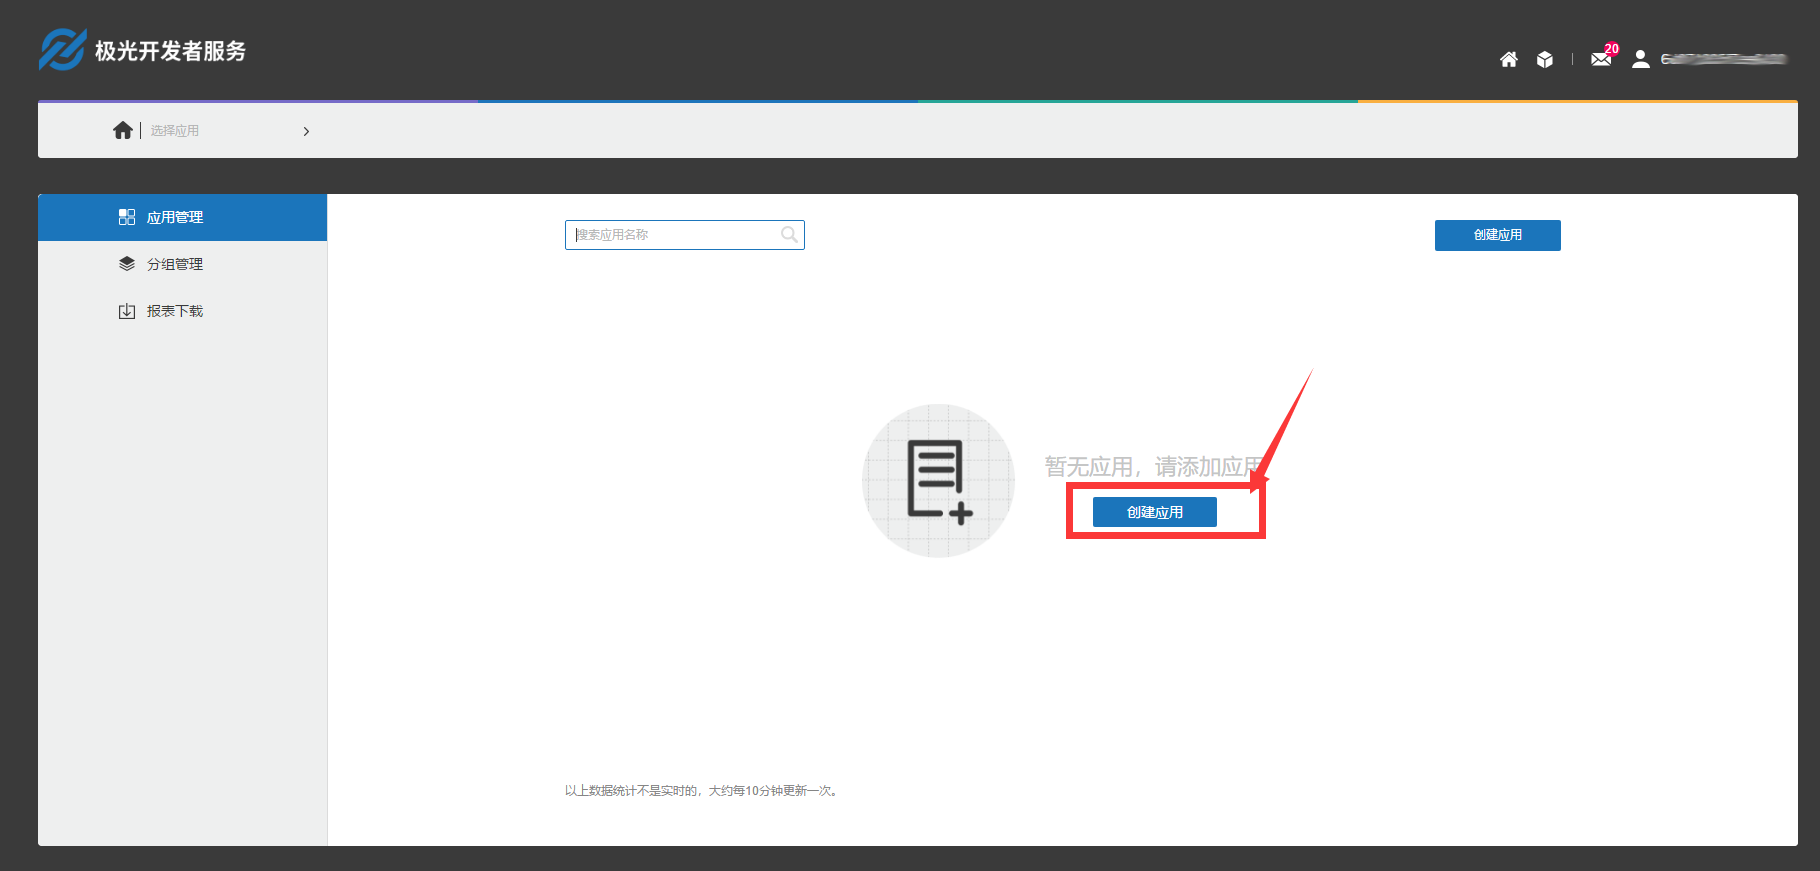 极光开发者服务
20
选择应用
应用管理
分组管理
报表下载
搜索应用名称
创建应用
暂无应用，请添加应用
创建应用
以上数据统计不是实时的，大约每10分钟更新一次。